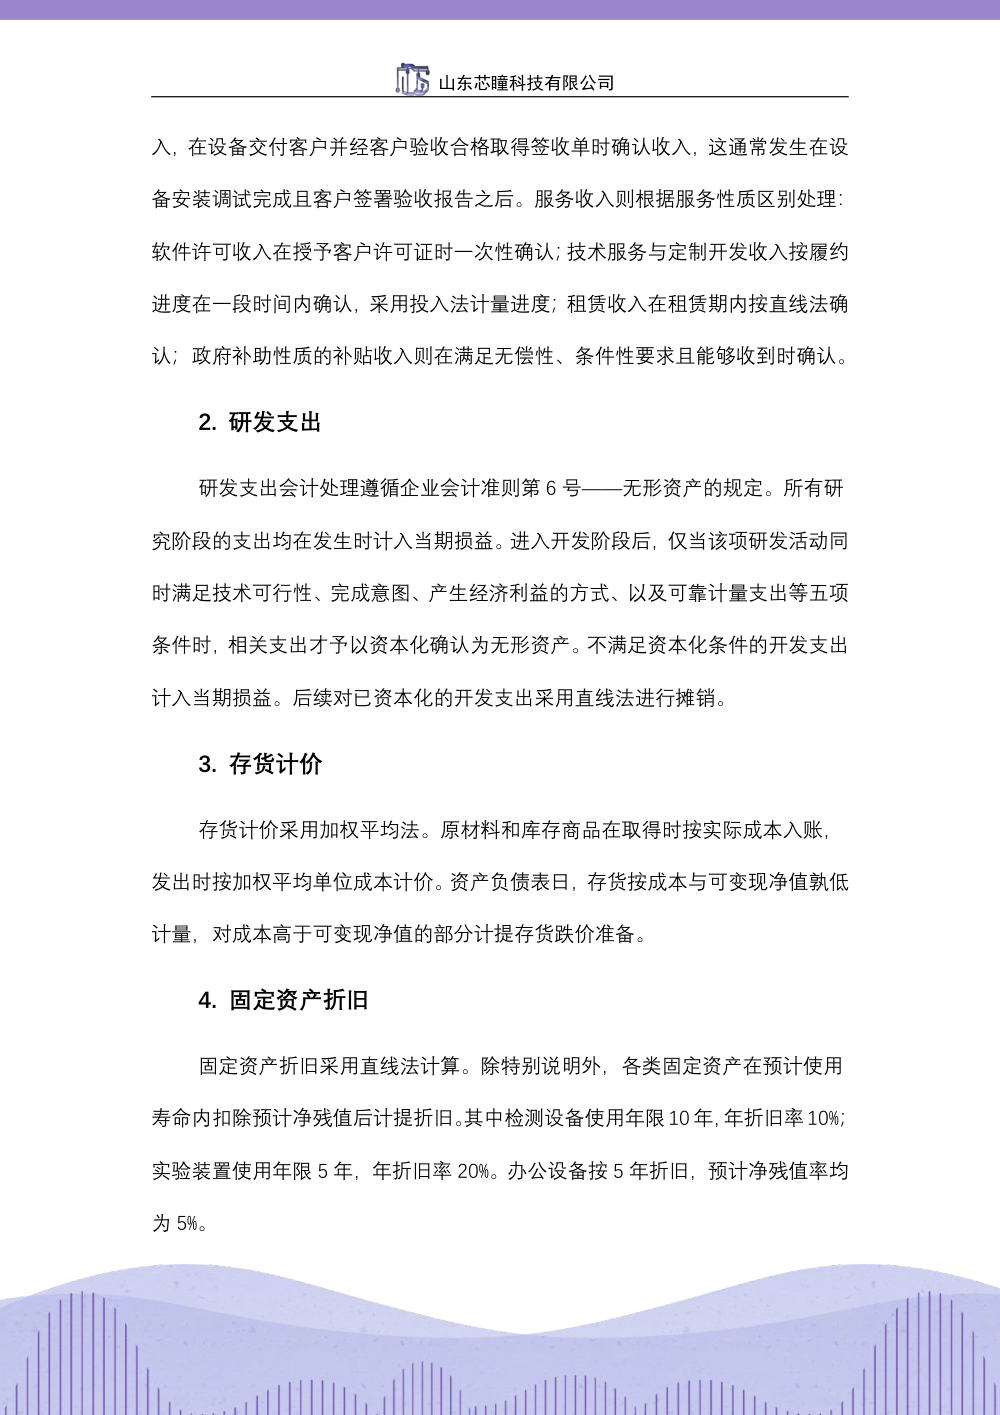 山东芯瞳科技有限公司
入，在设备交付客户并经客户验收合格取得签收单时确认收入，这通常发生在设
备安装调试完成且客户签署验收报告之后。服务收入则根据服务性质区别处理：
软件许可收入在授予客户许可证时一次性确认；技术服务与定制开发收入按履约
进度在一段时间内确认，采用投入法计量进度；租赁收入在租赁期内按直线法确
认；政府补助性质的补贴收入则在满足无偿性、条件性要求且能够收到时确认。
2. 研发支出
研发支出会计处理遵循企业会计准则第 6 号——无形资产的规定。所有研
究阶段的支出均在发生时计入当期损益。进入开发阶段后，仅当该项研发活动同
时满足技术可行性、完成意图、产生经济利益的方式、以及可靠计量支出等五项
条件时，相关支出才予以资本化确认为无形资产。不满足资本化条件的开发支出
计入当期损益。后续对已资本化的开发支出采用直线法进行摊销。
3. 存货计价
存货计价采用加权平均法。原材料和库存商品在取得时按实际成本入账，
发出时按加权平均单位成本计价。资产负债表日，存货按成本与可变现净值孰低
计量，对成本高于可变现净值的部分计提存货跌价准备。
4. 固定资产折旧
固定资产折旧采用直线法计算。除特别说明外，各类固定资产在预计使用
寿命内扣除预计净残值后计提折旧。其中检测设备使用年限 10 年，年折旧率 10%；
实验装置使用年限 5 年，年折旧率 20%。办公设备按 5 年折旧，预计净残值率均
为 5%。